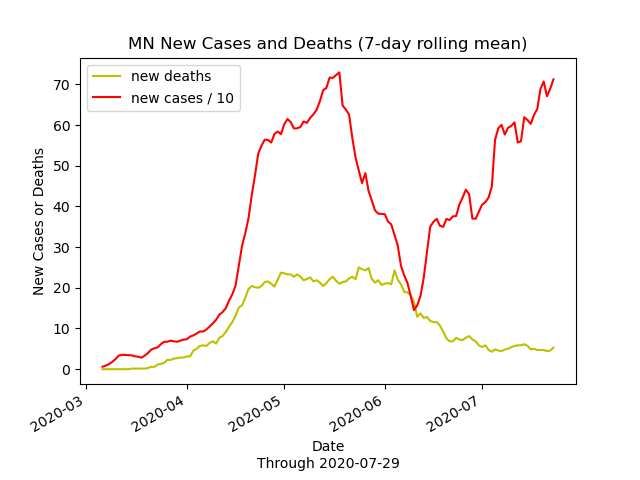 MN New Cases and Deaths (7-day rolling mean)
new deaths
new cases / 10
New Cases or Deaths
70
60
50
40
30
20
10
0
2020-03
2020-04
2020-05
2020-06
2020-07
Date
Through 2020-07-29